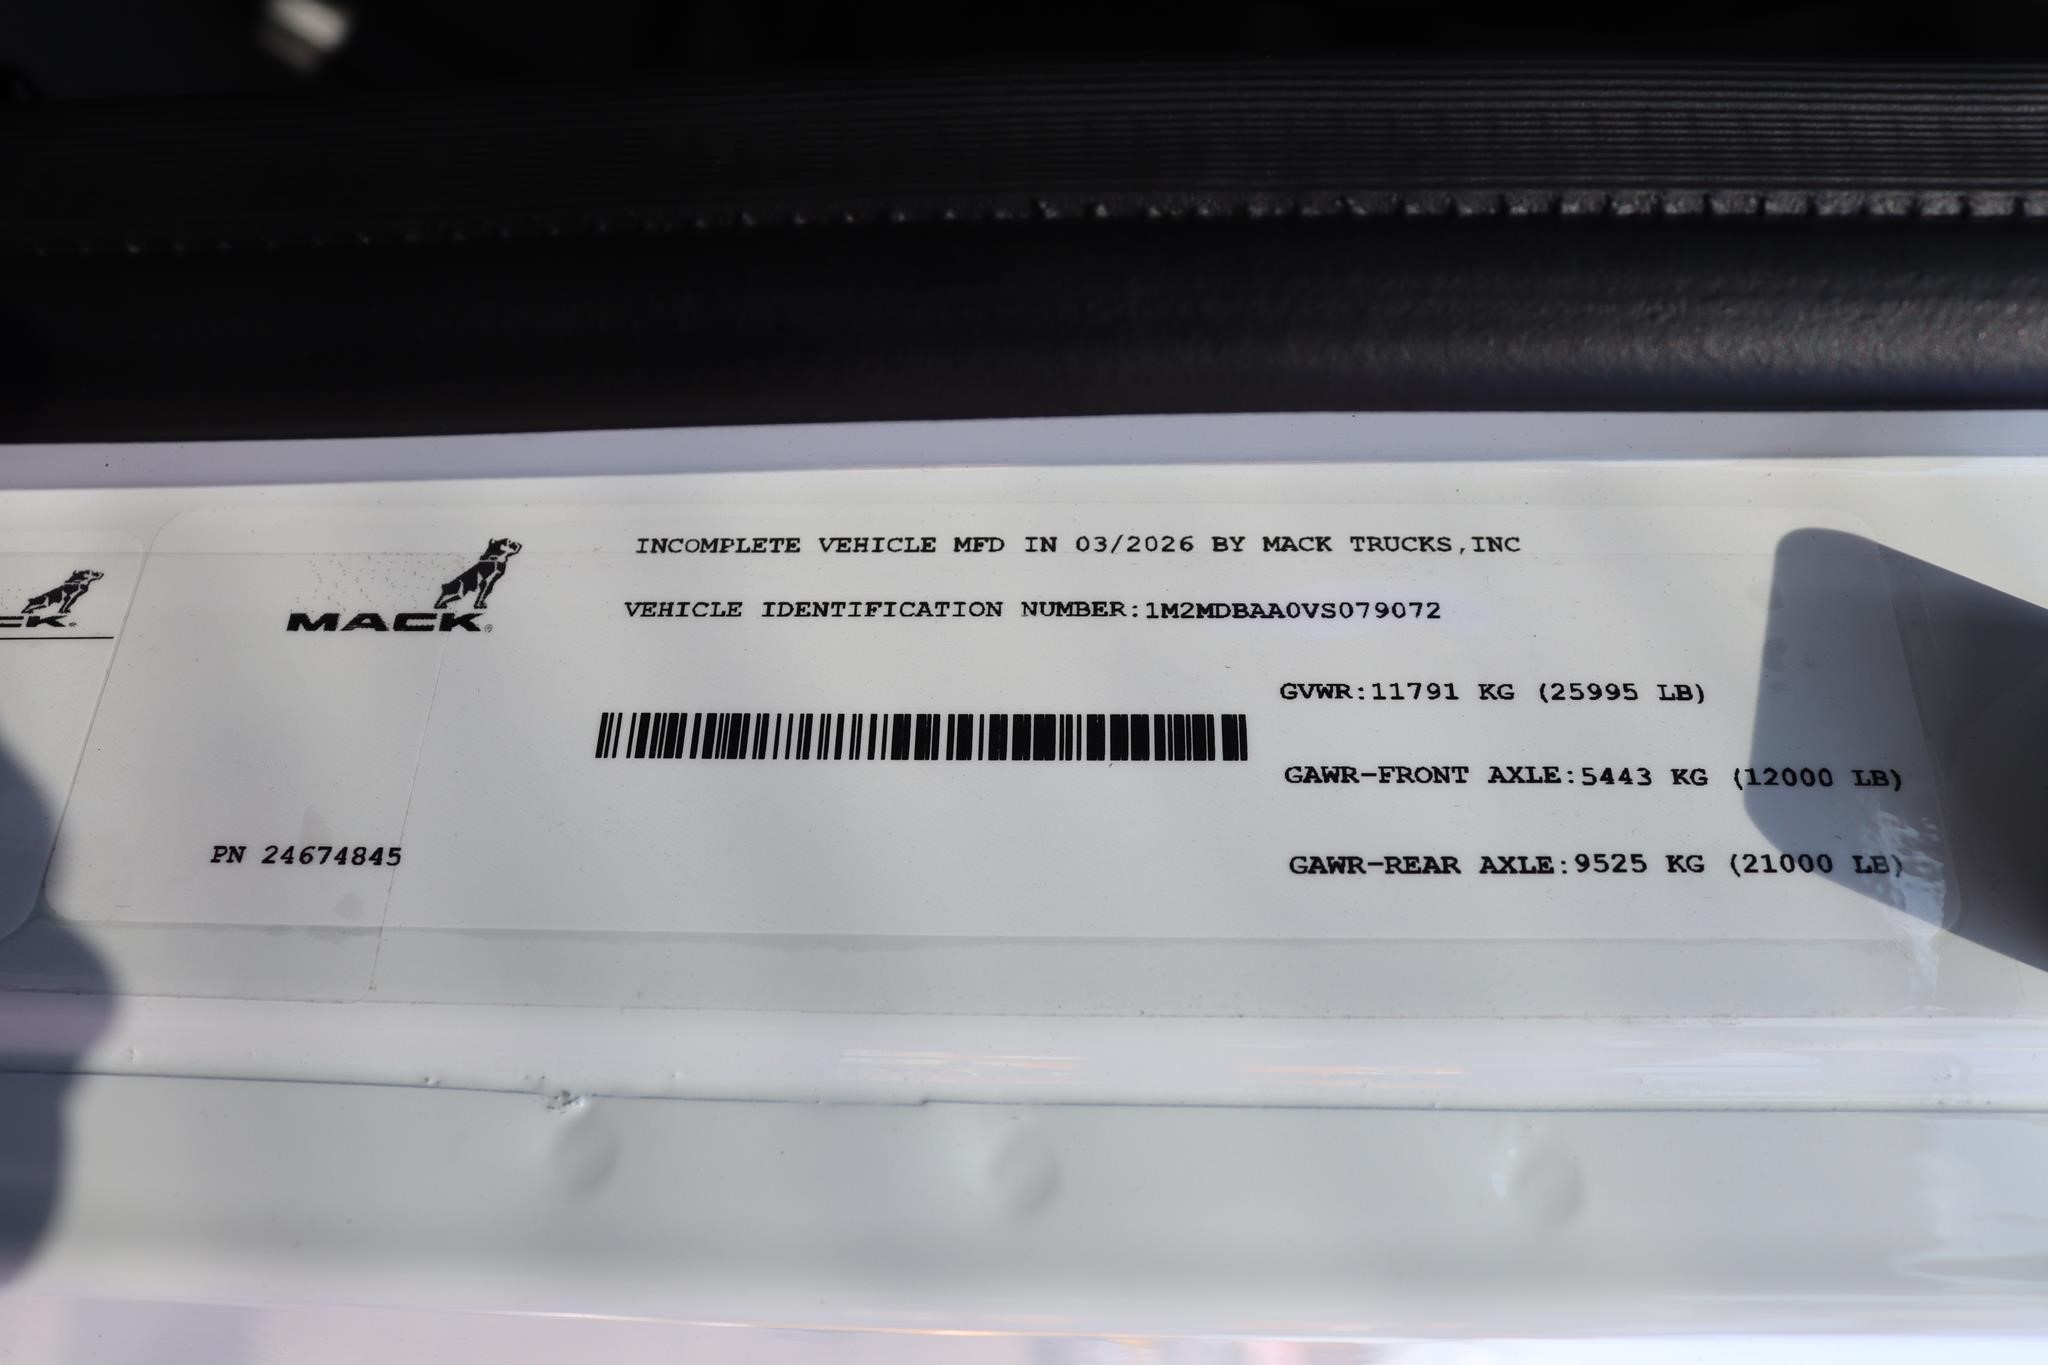 INCOMPLETE VEHICLE MFD IN 03/2026 BY MACK TRUCKS,INC
MACK®
VEHICLE IDENTIFICATION NUMBER:1M2MDBAA0VS079072
GVWR:11791 KG (25995 LB)
GAWR-FRONT AXLE:5443 KG (12000 LB)
PN 24674845
GAWR-REAR AXLE:9525 KG (21000 LB)